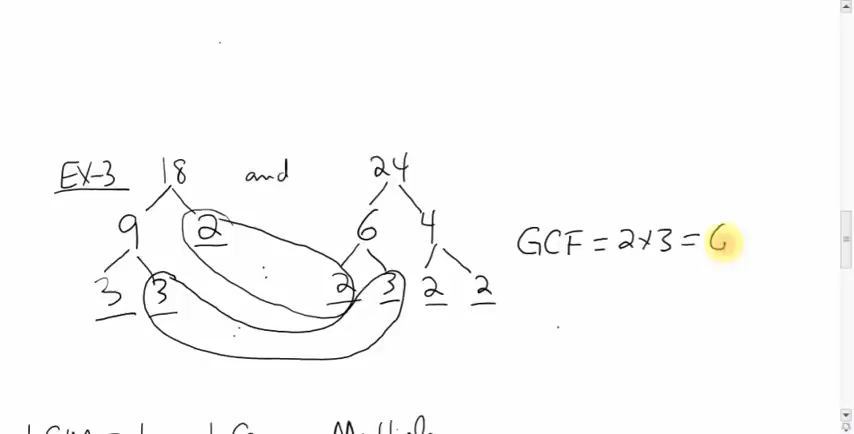 EX-3 18 and 24
9 2 6 4 GCF = 2×3 = 6
3 3 2 3 2 2